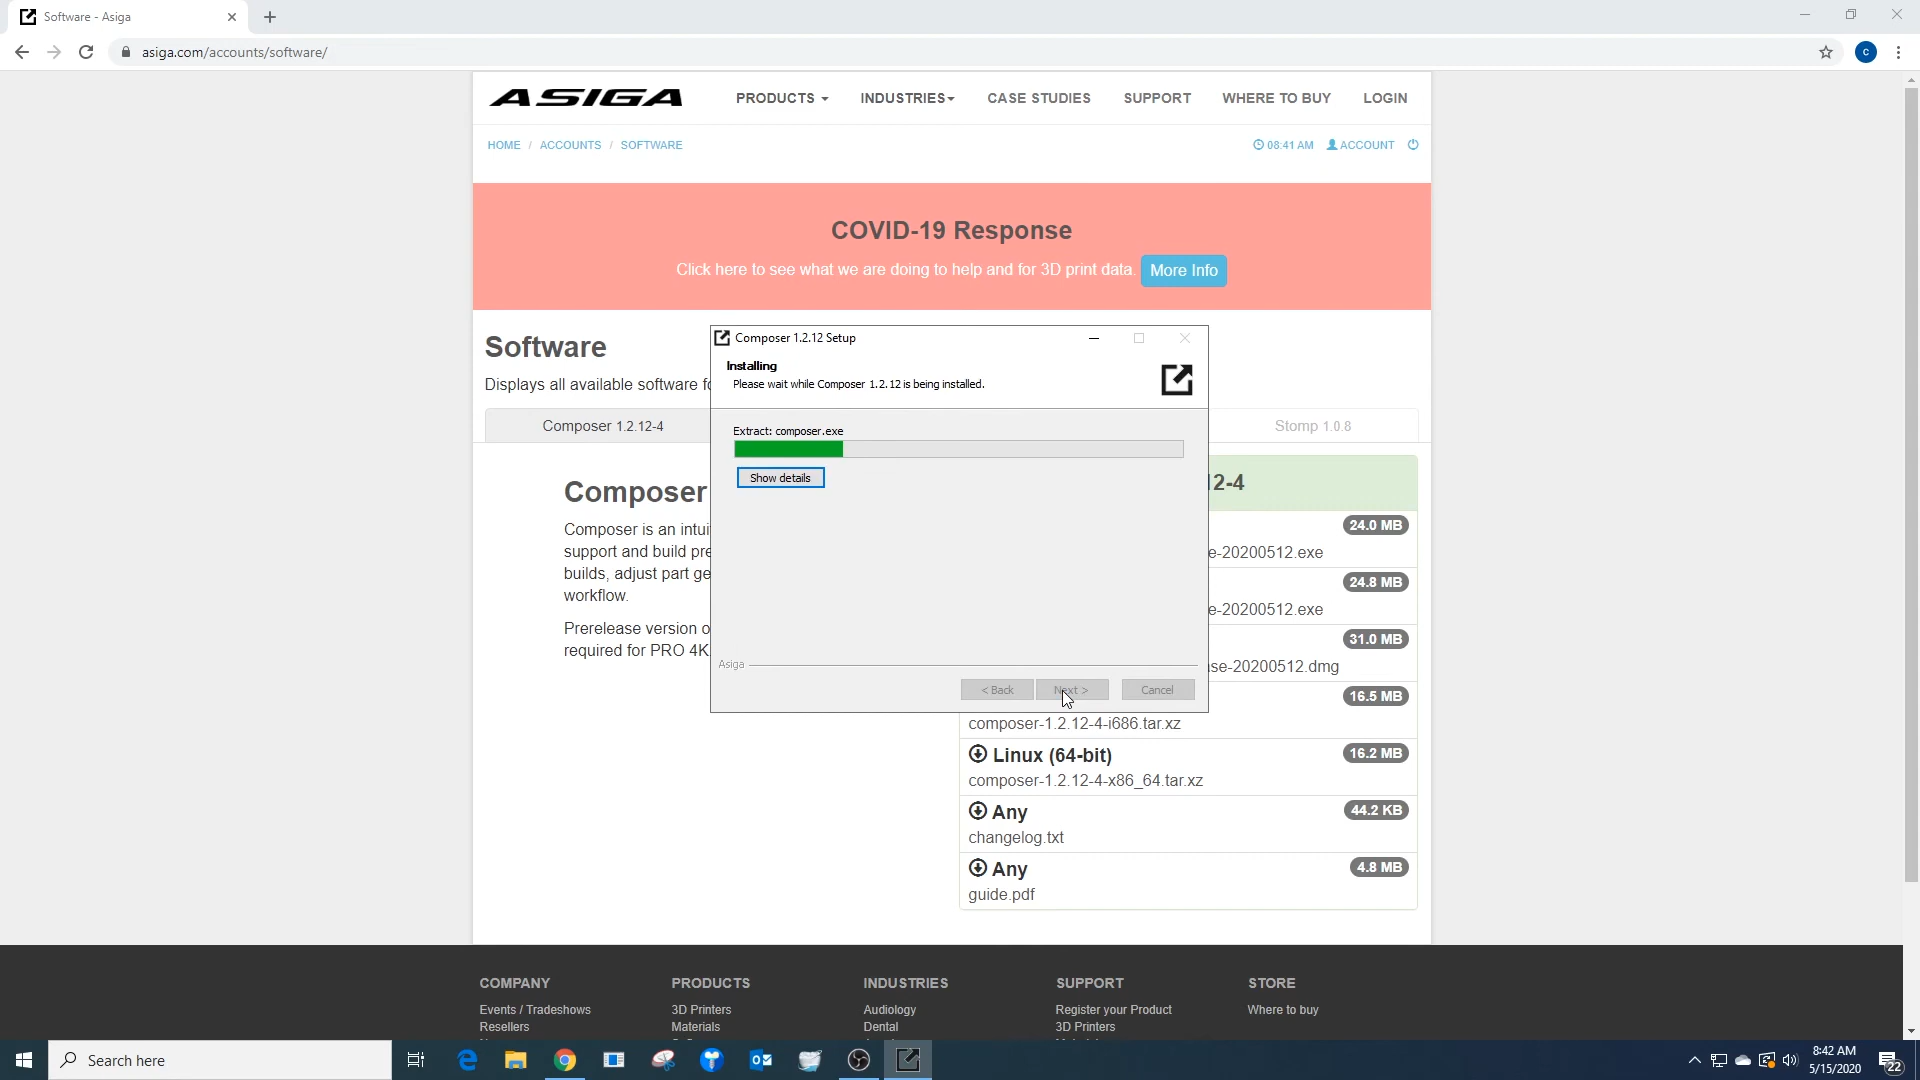 Software - Asiga
asiga.com/accounts/software/
c
ASIGA
PRODUCTS
INDUSTRIES
CASE STUDIES
SUPPORT
WHERE TO BUY
LOGIN
HOME / ACCOUNTS / SOFTWARE
08:41 AM
ACCOUNT
COVID-19 Response
Click here to see what we are doing to help and for 3D print data.
More Info
Software
Displays all available software fo
Composer 1.2.12-4
Stomp 1.0.8
Composer
Composer is an intui
support and build pre
builds, adjust part ge
workflow.
Prerelease version o
required for PRO 4K
Composer 1.2.12 Setup
Installing
Please wait while Composer 1.2.12 is being installed.
Extract: composer.exe
Show details
Asiga
< Back
Next >
Cancel
12-4
24.0 MB
e-20200512.exe
24.8 MB
e-20200512.exe
31.0 MB
se-20200512.dmg
16.5 MB
composer-1.2.12-4-i686.tar.xz
Linux (64-bit)
16.2 MB
composer-1.2.12-4-x86_64.tar.xz
Any
44.2 KB
changelog.txt
Any
4.8 MB
guide.pdf
COMPANY
Events / Tradeshows
Resellers
PRODUCTS
3D Printers
Materials
INDUSTRIES
Audiology
Dental
SUPPORT
Register your Product
3D Printers
STORE
Where to buy
Search here
8:42 AM
5/15/2020
22